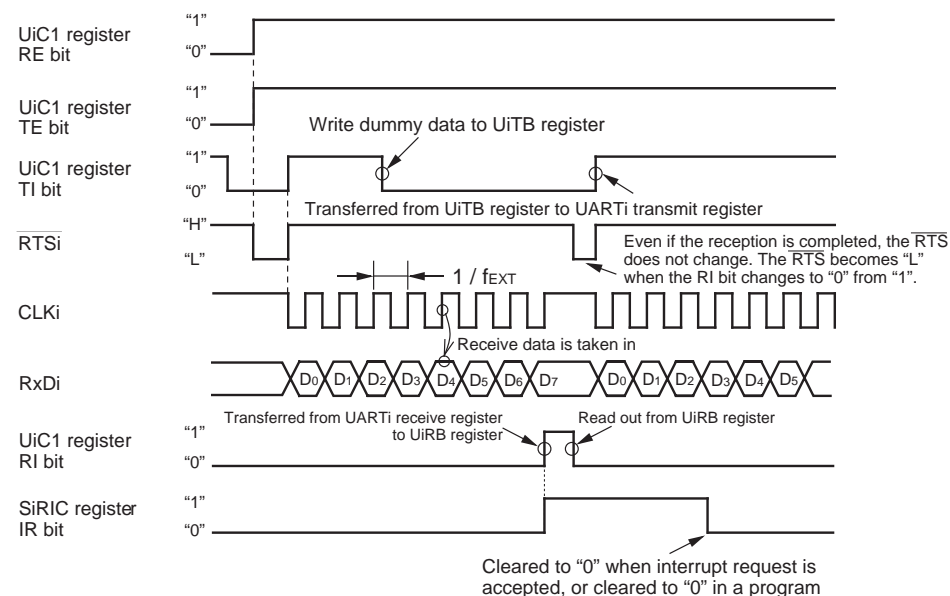 UiC1 register
RE bit
“1”
“0”
UiC1 register
TE bit
“1”
“0”
Write dummy data to UiTB register
UiC1 register
TI bit
“1”
“0”
Transferred from UiTB register to UARTi transmit register
RTSi
“H”
“L”
Even if the reception is completed, the RTS
does not change. The RTS becomes “L”
when the RI bit changes to “0” from “1”.
1 / fEXT
CLKi
Receive data is taken in
RxDi
D0 D1 D2 D3 D4 D5 D6 D7 D0 D1 D2 D3 D4 D5
Transferred from UARTi receive register
to UiRB register
Read out from UiRB register
UiC1 register
RI bit
“1”
“0”
SiRIC register
IR bit
“1”
“0”
Cleared to “0” when interrupt request is
accepted, or cleared to “0” in a program